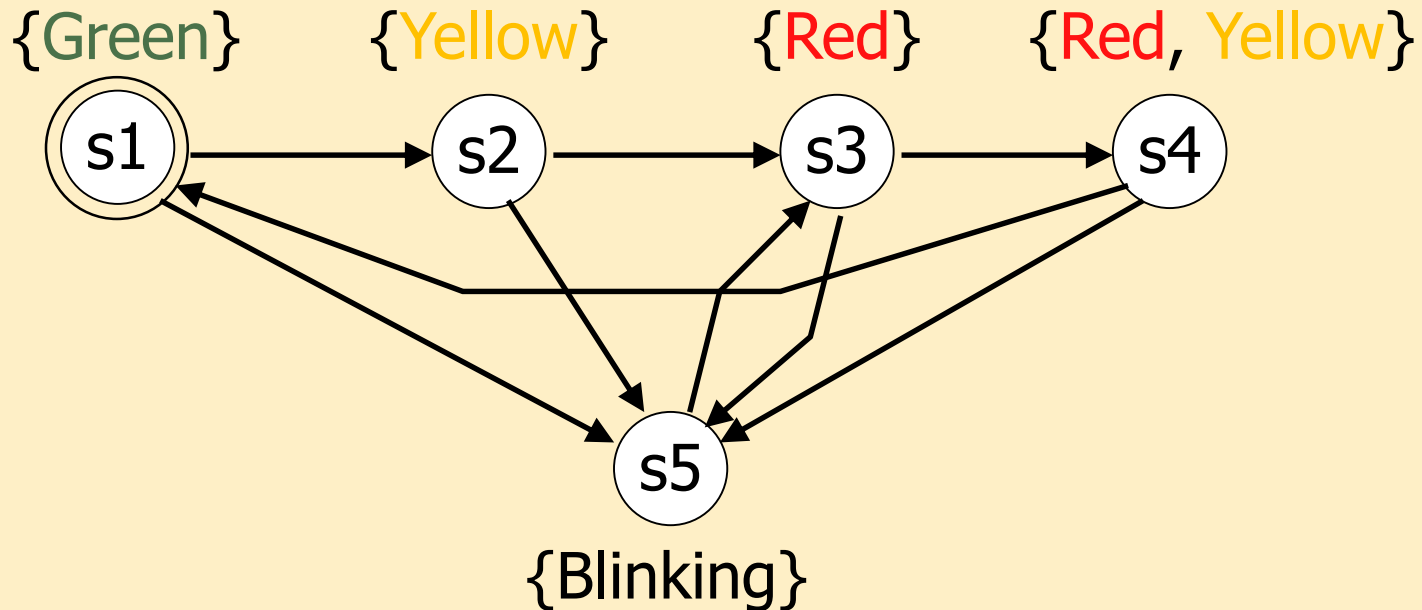 {Green} {Yellow} {Red} {Red, Yellow}
s1 s2 s3 s4
s5
{Blinking}